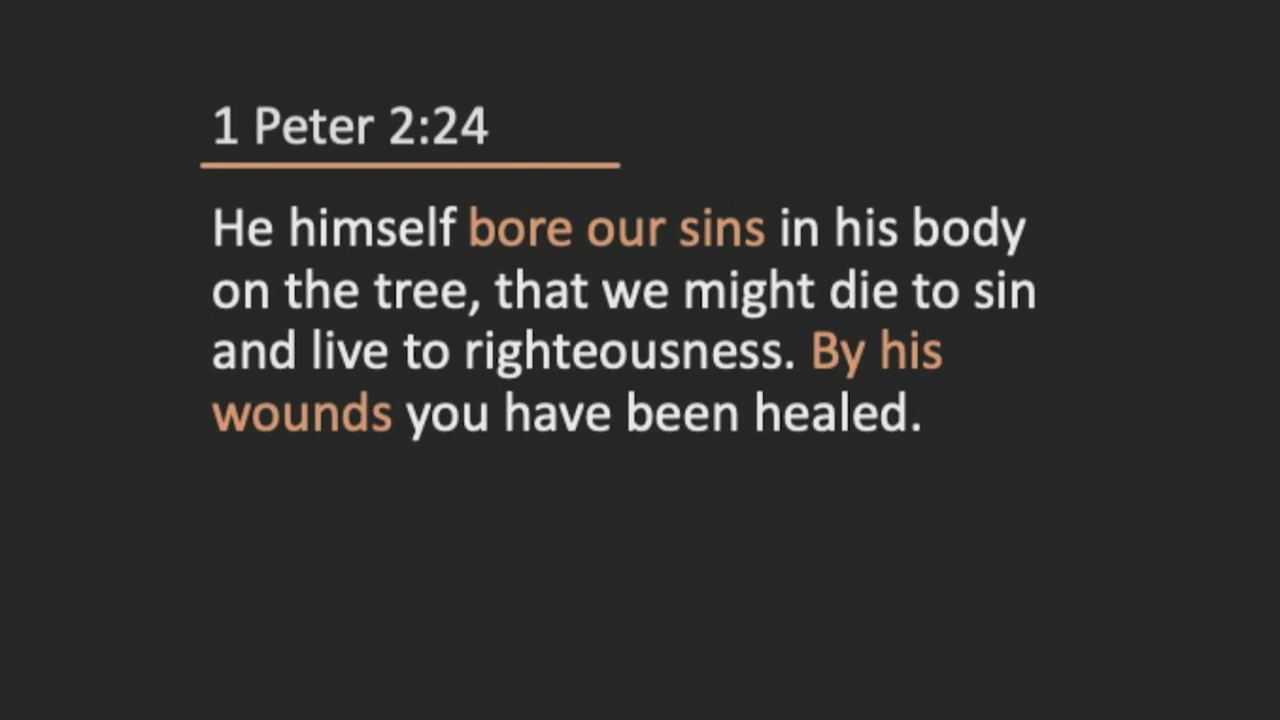 1 Peter 2:24
He himself bore our sins in his body
on the tree, that we might die to sin
and live to righteousness. By his
wounds you have been healed.